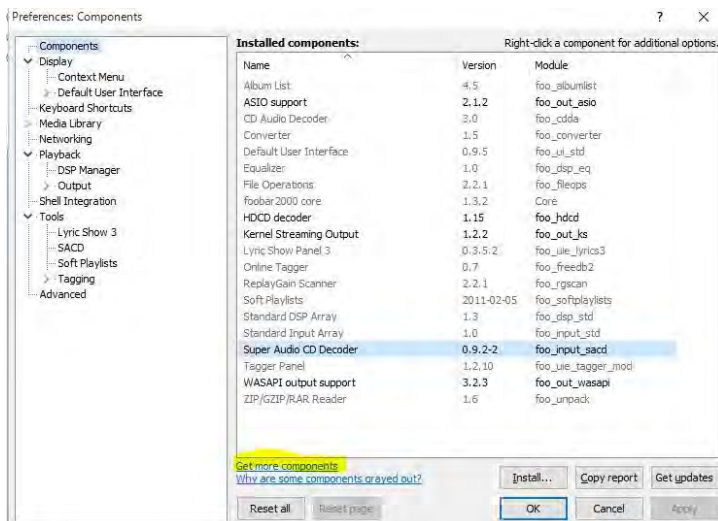 Preferences: Components
? ×
Components
Display
Context Menu
Default User Interface
Keyboard Shortcuts
Media Library
Networking
Playback
DSP Manager
Output
Shell Integration
Tools
Lyric Show 3
SACD
Soft Playlists
Tagging
Advanced
Installed components: Right-click a component for additional options.
Name Version Module
Album List 4.5 foo_albumlist
ASIO support 2.1.2 foo_out_asio
CD Audio Decoder 3.0 foo_cdda
Converter 1.5 foo_converter
Default User Interface 0.9.5 foo_ui_std
Equalizer 1.0 foo_dsp_eq
File Operations 2.2.1 foo_fileops
foobar2000 core 1.3.2 Core
HDCD decoder 1.15 foo_hdcd
Kernel Streaming Output 1.2.2 foo_out_ks
Lyric Show Panel 3 0.3.5.2 foo_uie_lyrics3
Online Tagger 0.7 foo_freedb2
ReplayGain Scanner 2.2.1 foo_rgscan
Soft Playlists 2011-02-05 foo_softplaylists
Standard DSP Array 1.3 foo_dsp_std
Standard Input Array 1.0 foo_input_std
Super Audio CD Decoder 0.9.2-2 foo_input_sacd
Tagger Panel 1.2.10 foo_uie_tagger_mod
WASAPI output support 3.2.3 foo_out_wasapi
ZIP/GZIP/RAR Reader 1.6 foo_unpack
Get more components
Why are some components grayed out?
Install... Copy report Get updates
Reset all Reset page OK Cancel Apply